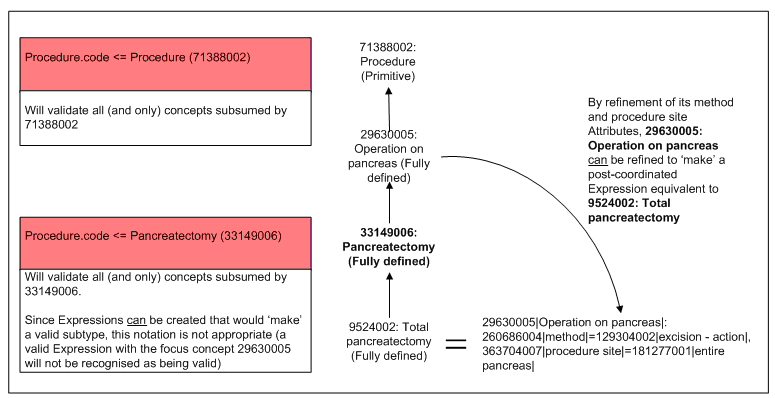 Procedure.code <= Procedure (71388002)
Will validate all (and only) concepts subsumed by
71388002
Procedure.code <= Pancreatectomy (33149006)
Will validate all (and only) concepts subsumed by
33149006.
Since Expressions can be created that would ‘make’
a valid subtype, this notation is not appropriate (a
valid Expression with the focus concept 29630005
will not be recognised as being valid)
71388002:
Procedure
(Primitive)
29630005:
Operation on
pancreas (Fully
defined)
33149006:
Pancreatectomy
(Fully defined)
9524002: Total
pancreatectomy
(Fully defined)
=
By refinement of its method
and procedure site
Attributes, 29630005:
Operation on pancreas
can be refined to ‘make’ a
post-coordinated
Expression equivalent to
9524002: Total
pancreatectomy
29630005|Operation on pancreas|:
260686004|method|=129304002|excision - action|,
363704007|procedure site|=181277001|entire
pancreas|